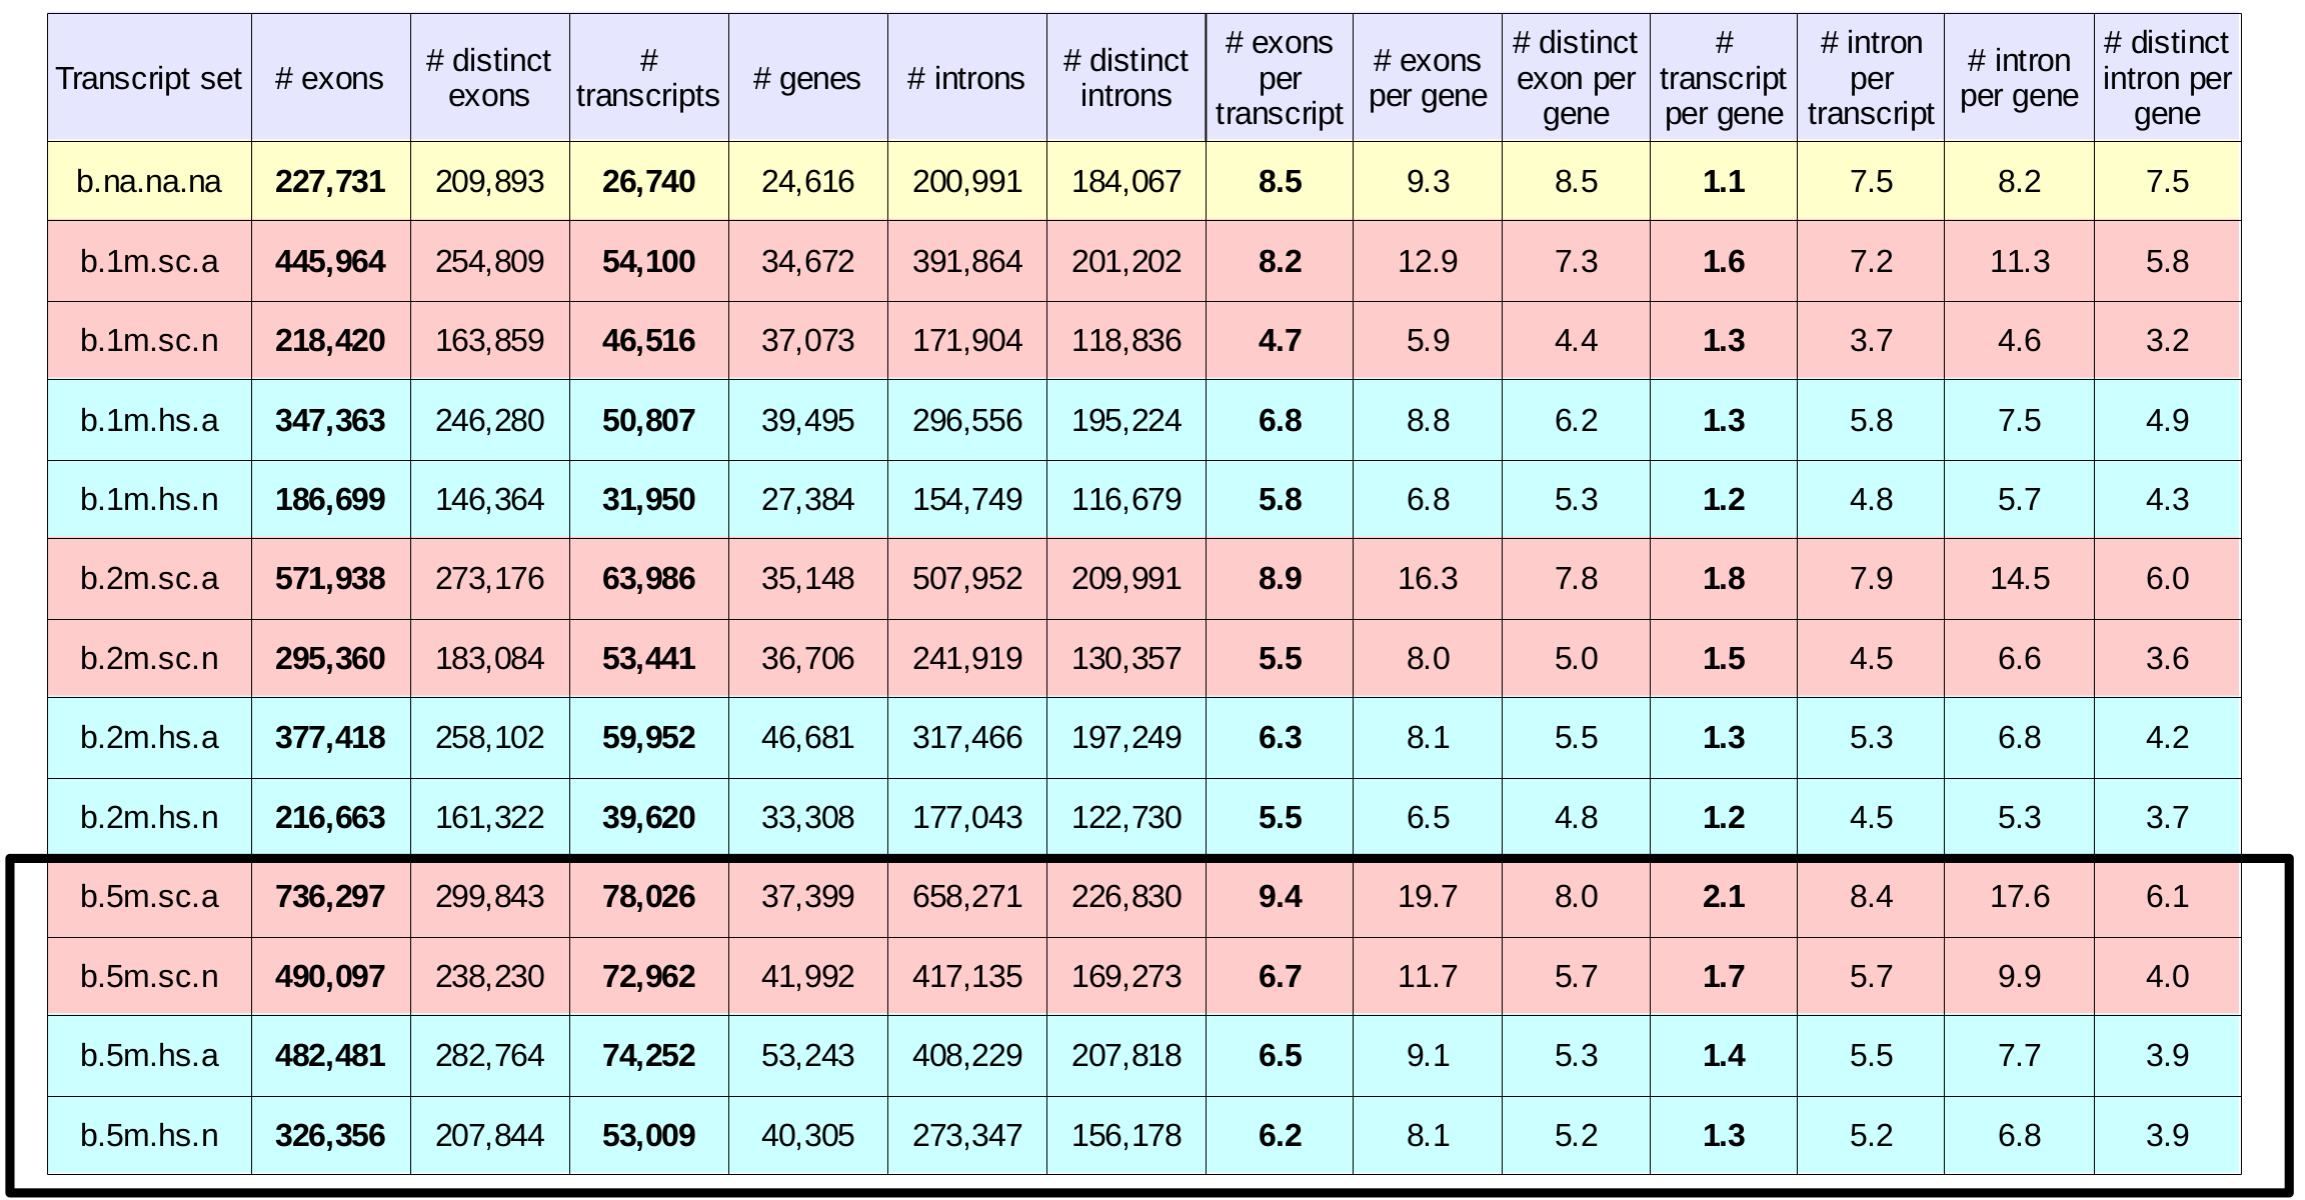 Transcript set # exons # distinct exons # transcripts # genes # introns # distinct introns # exons per transcript # exons per gene # distinct exon per gene # transcript per gene # intron per transcript # intron per gene # distinct intron per gene
b.na.na.na 227,731 209,893 26,740 24,616 200,991 184,067 8.5 9.3 8.5 1.1 7.5 8.2 7.5
b.1m.sc.a 445,964 254,809 54,100 34,672 391,864 201,202 8.2 12.9 7.3 1.6 7.2 11.3 5.8
b.1m.sc.n 218,420 163,859 46,516 37,073 171,904 118,836 4.7 5.9 4.4 1.3 3.7 4.6 3.2
b.1m.hs.a 347,363 246,280 50,807 39,495 296,556 195,224 6.8 8.8 6.2 1.3 5.8 7.5 4.9
b.1m.hs.n 186,699 146,364 31,950 27,384 154,749 116,679 5.8 6.8 5.3 1.2 4.8 5.7 4.3
b.2m.sc.a 571,938 273,176 63,986 35,148 507,952 209,991 8.9 16.3 7.8 1.8 7.9 14.5 6.0
b.2m.sc.n 295,360 183,084 53,441 36,706 241,919 130,357 5.5 8.0 5.0 1.5 4.5 6.6 3.6
b.2m.hs.a 377,418 258,102 59,952 46,681 317,466 197,249 6.3 8.1 5.5 1.3 5.3 6.8 4.2
b.2m.hs.n 216,663 161,322 39,620 33,308 177,043 122,730 5.5 6.5 4.8 1.2 4.5 5.3 3.7
b.5m.sc.a 736,297 299,843 78,026 37,399 658,271 226,830 9.4 19.7 8.0 2.1 8.4 17.6 6.1
b.5m.sc.n 490,097 238,230 72,962 41,992 417,135 169,273 6.7 11.7 5.7 1.7 5.7 9.9 4.0
b.5m.hs.a 482,481 282,764 74,252 53,243 408,229 207,818 6.5 9.1 5.3 1.4 5.5 7.7 3.9
b.5m.hs.n 326,356 207,844 53,009 40,305 273,347 156,178 6.2 8.1 5.2 1.3 5.2 6.8 3.9